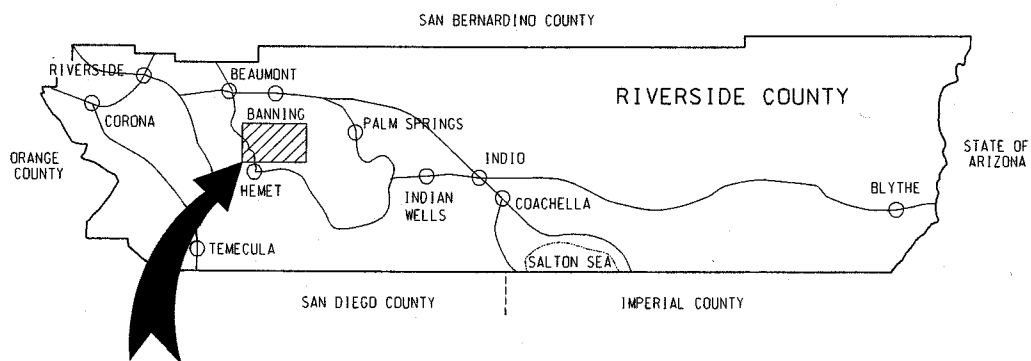 SAN BERNARDINO COUNTY
RIVERSIDE
BEAUMONT
BANNING
RIVERSIDE COUNTY
CORONA
PALM SPRINGS
ORANGE
COUNTY
STATE OF
ARIZONA
INDIO
HEMET
INDIAN
WELLS
COACHELLA
BLYTHE
TEMECULA
SALTON SEA
SAN DIEGO COUNTY
IMPERIAL COUNTY